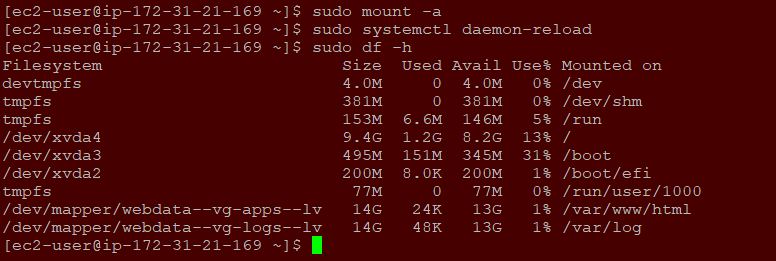 [ec2-user@ip-172-31-21-169 ~]$ sudo mount -a
[ec2-user@ip-172-31-21-169 ~]$ sudo systemctl daemon-reload
[ec2-user@ip-172-31-21-169 ~]$ sudo df -h
Filesystem                        Size  Used Avail Use% Mounted on
devtmpfs                          4.0M     0  4.0M   0% /dev
tmpfs                             381M     0  381M   0% /dev/shm
tmpfs                             153M  6.6M  146M   5% /run
/dev/xvda4                        9.4G  1.2G  8.2G  13% /
/dev/xvda3                        495M  151M  345M  31% /boot
/dev/xvda2                        200M  8.0K  200M   1% /boot/efi
tmpfs                              77M     0   77M   0% /run/user/1000
/dev/mapper/webdata--vg-apps--lv   14G   24K   13G   1% /var/www/html
/dev/mapper/webdata--vg-logs--lv   14G   48K   13G   1% /var/log
[ec2-user@ip-172-31-21-169 ~]$